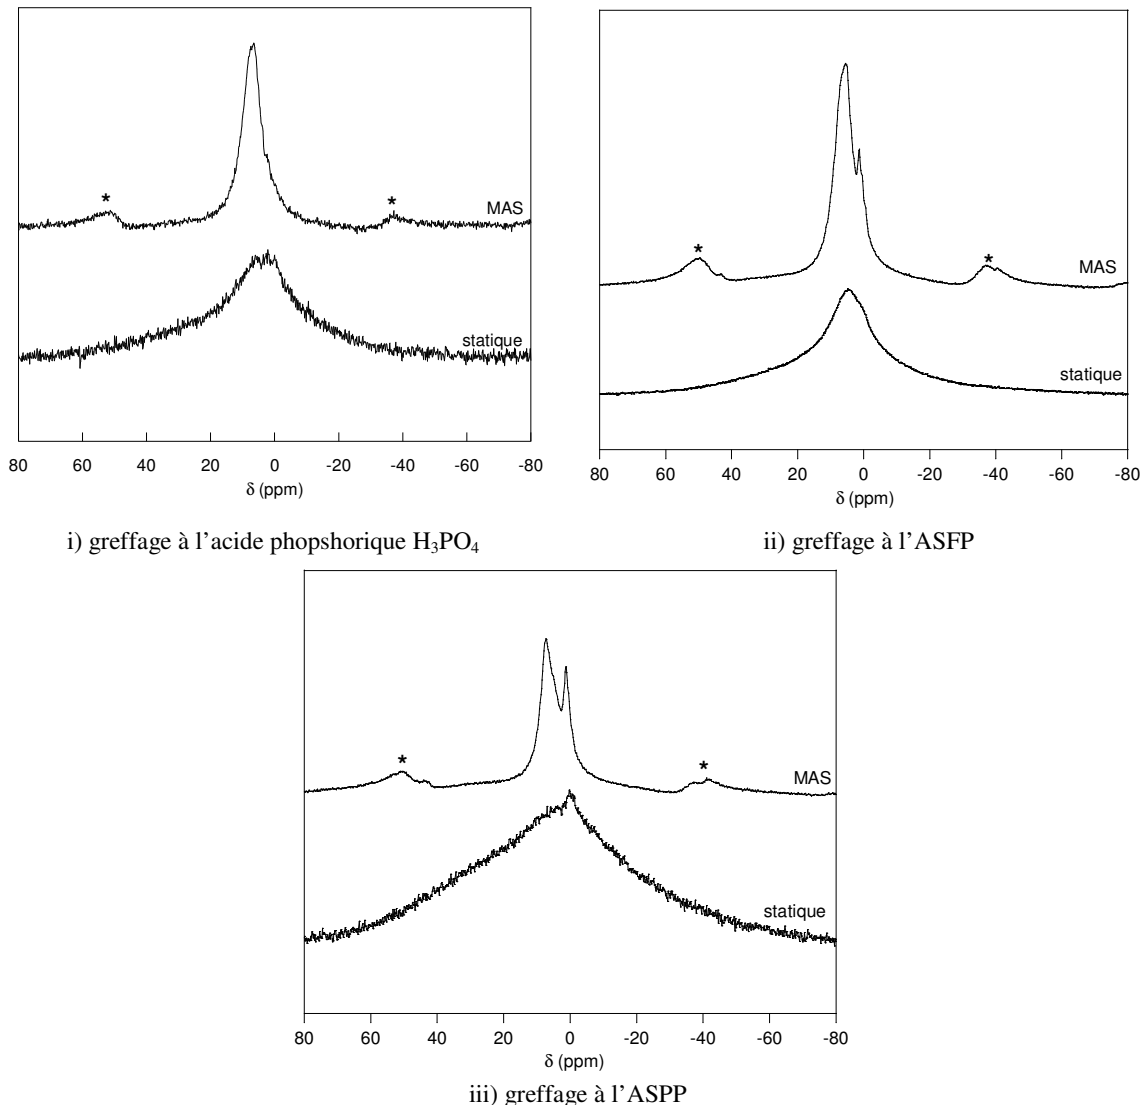 * * MAS
statique
80 60 40 20 0 -20 -40 -60 -80
δ (ppm)
i) greffage à l'acide phopshorique H₃PO₄
* * MAS
statique
80 60 40 20 0 -20 -40 -60 -80
δ (ppm)
ii) greffage à l'ASFP
* * MAS
statique
80 60 40 20 0 -20 -40 -60 -80
δ (ppm)
iii) greffage à l'ASPP